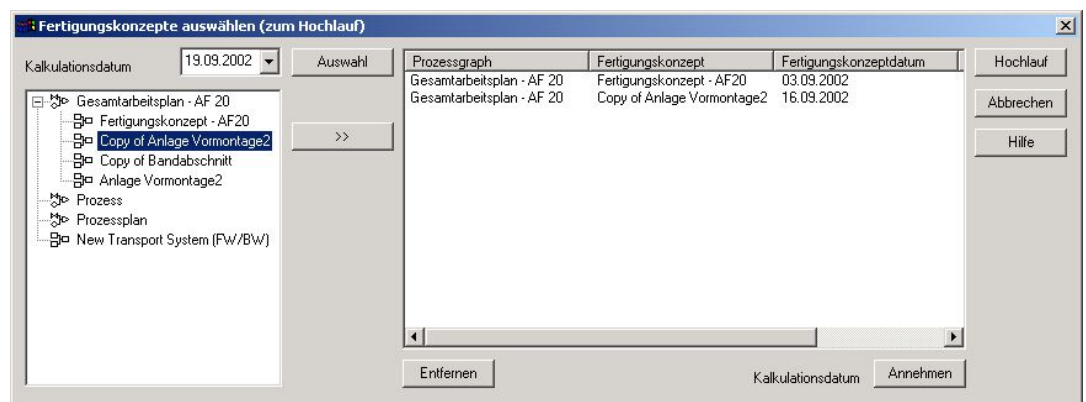 Fertigungskonzepte auswählen (zum Hochlauf)
Kalkulationsdatum
19.09.2002
Auswahl
>>
Gesamtarbeitsplan - AF 20
Fertigungskonzept - AF20
Copy of Anlage Vormontage2
Copy of Bandabschnitt
Anlage Vormontage2
Prozess
Prozessplan
New Transport System (FW/BW)
Prozessgraph Fertigungskonzept Fertigungskonzeptdatum
Gesamtarbeitsplan - AF 20 Fertigungskonzept - AF20 03.09.2002
Gesamtarbeitsplan - AF 20 Copy of Anlage Vormontage2 16.09.2002
Entfernen
Kalkulationsdatum
Annehmen
Hochlauf
Abbrechen
Hilfe